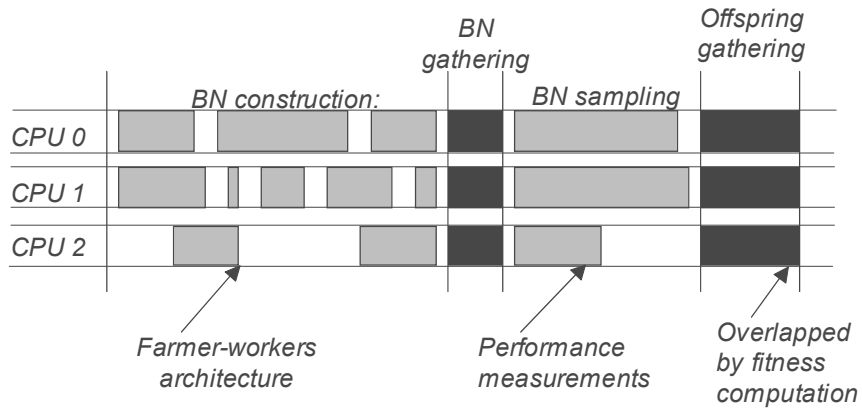 BN
gathering
Offspring
gathering
BN construction:
BN sampling
CPU 0
CPU 1
CPU 2
Farmer-workers
architecture
Performance
measurements
Overlapped
by fitness
computation